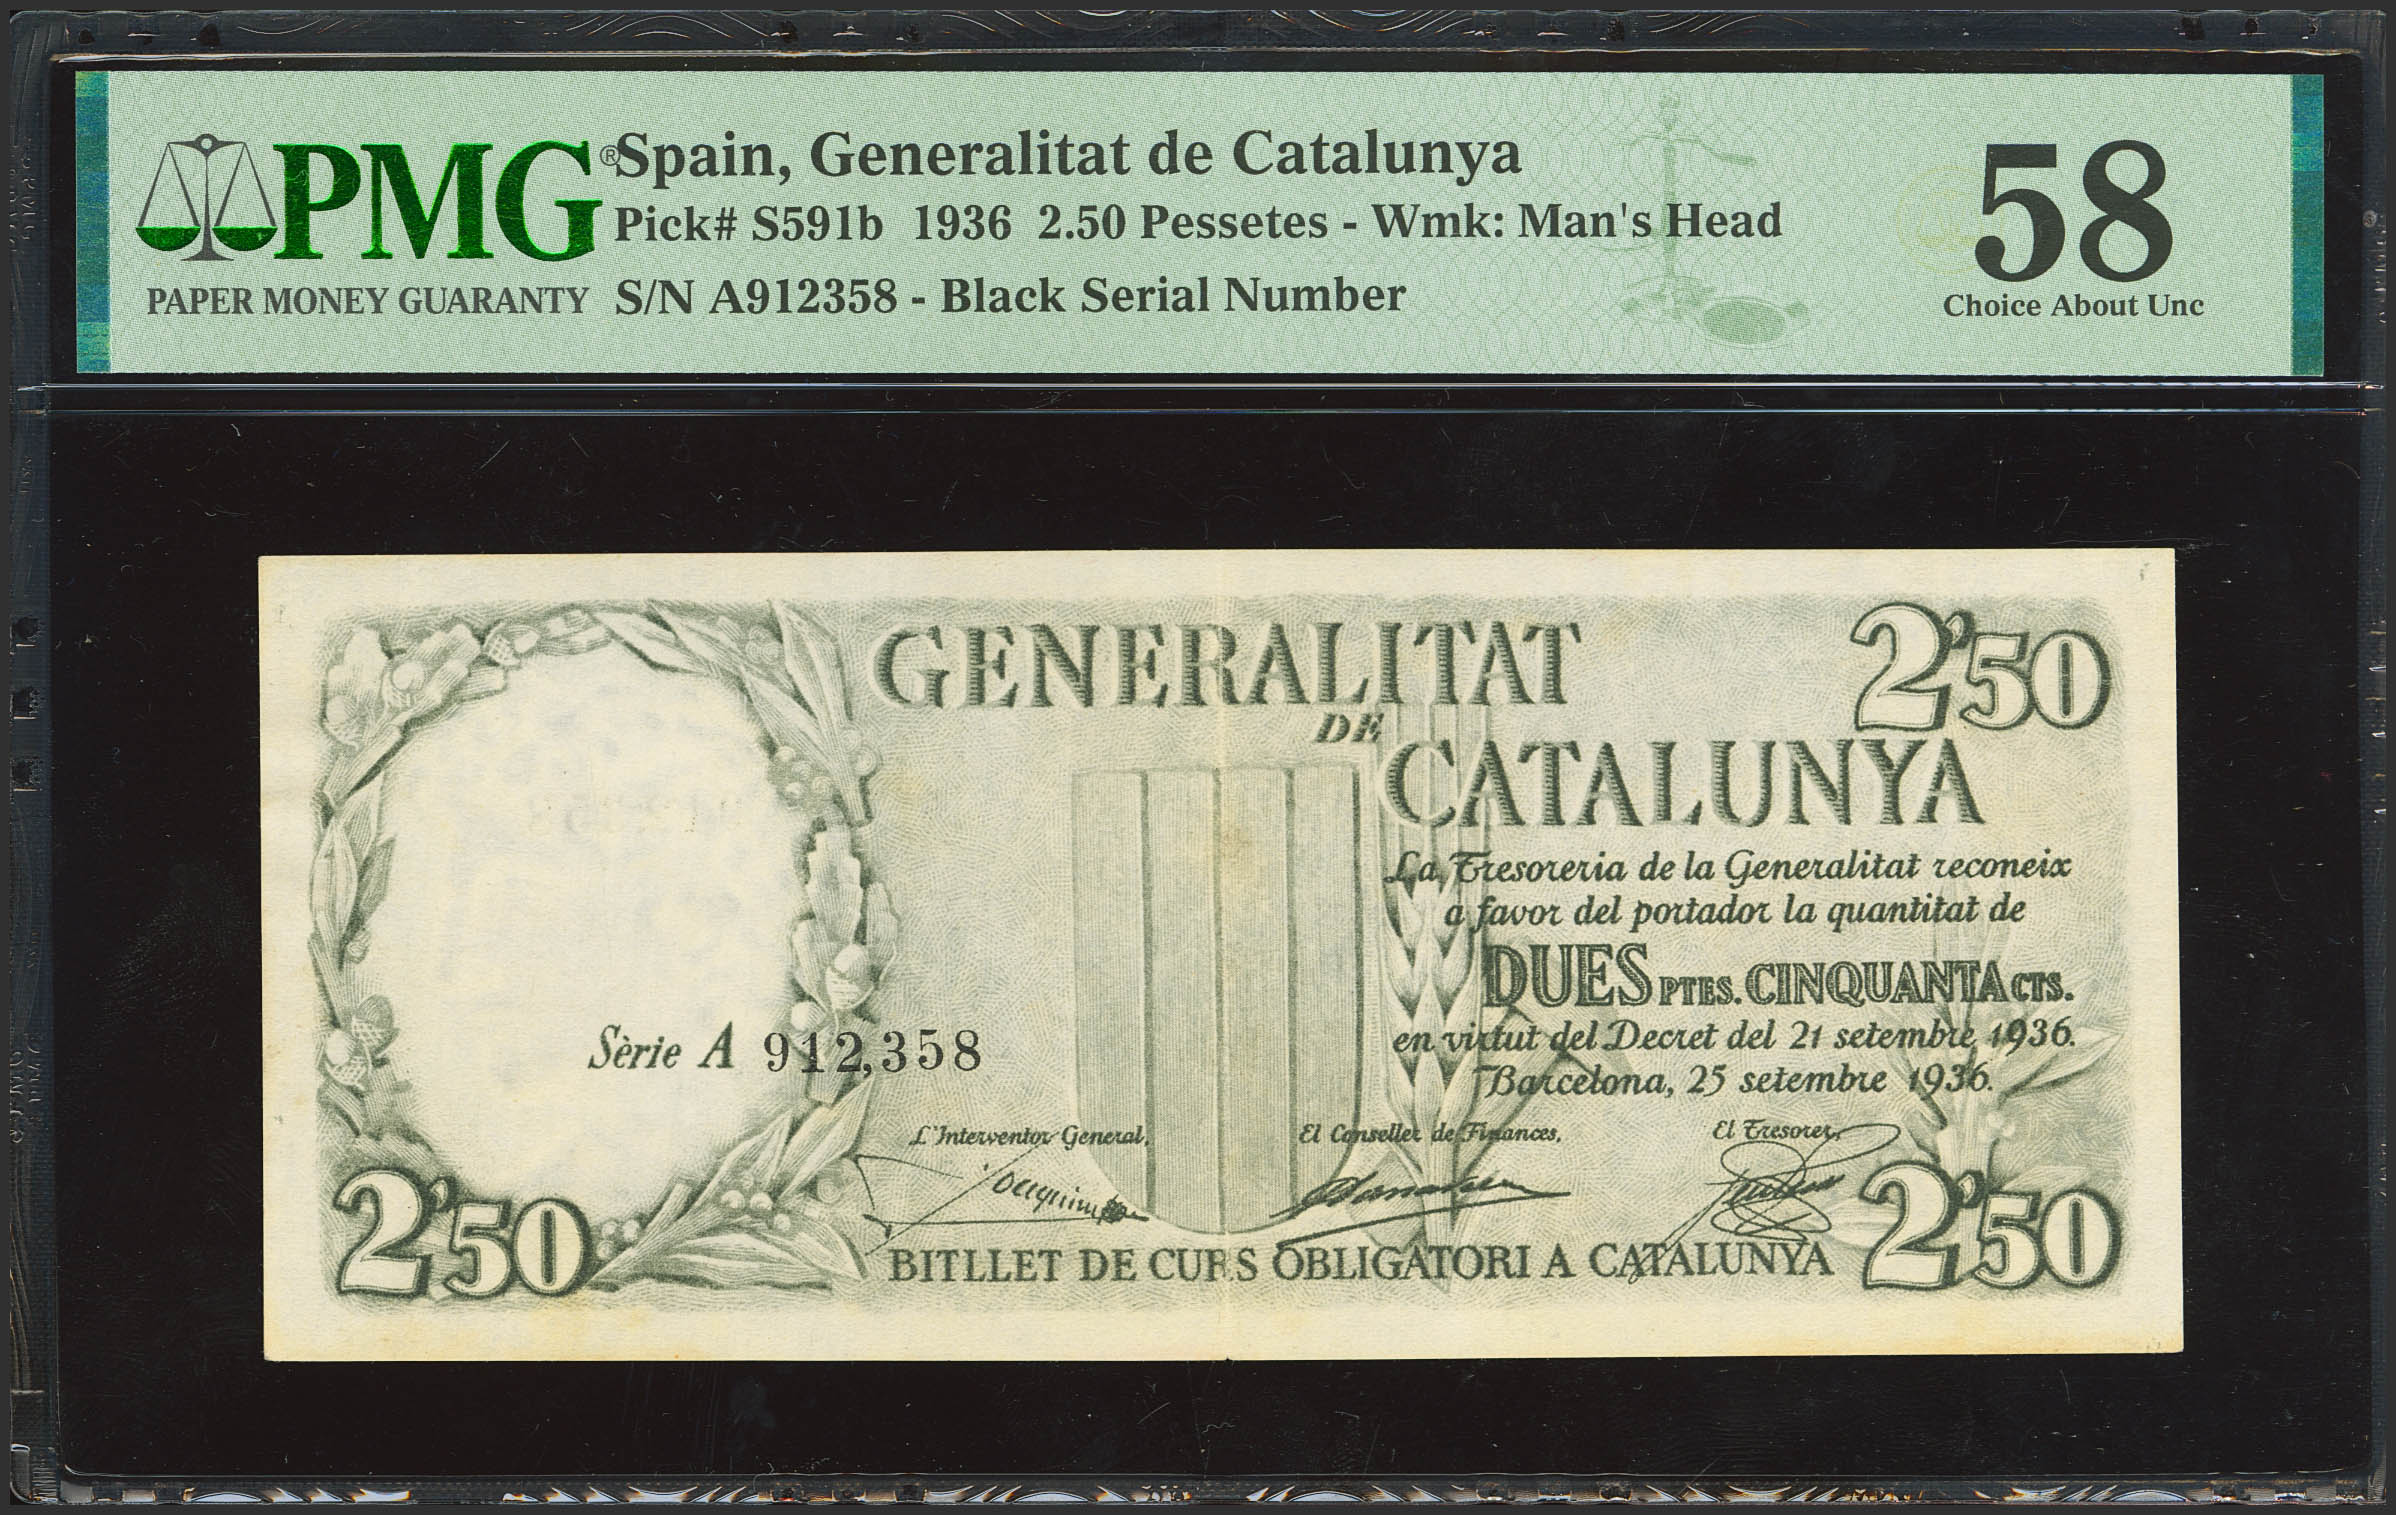 PMG®
PAPER MONEY GUARANTY
Spain, Generalitat de Catalunya
Pick# S591b 1936 2.50 Pessetes - Wmk: Man's Head
S/N A912358 - Black Serial Number
58
Choice About Unc
GENERALITAT
DE
CATALUNYA
2'50
La Tresoreria de la Generalitat reconeix
a favor del portador la quantitat de
DUES PTES. CINQUANTA CTS.
en virtut del Decret del 21 setembre 1936.
Barcelona, 25 setembre 1936.
Sèrie A 912,358
L'Interventor General, El Conseller de Finances, El Tresorer,
2'50
BITLLET DE CURS OBLIGATORI A CATALUNYA
2'50